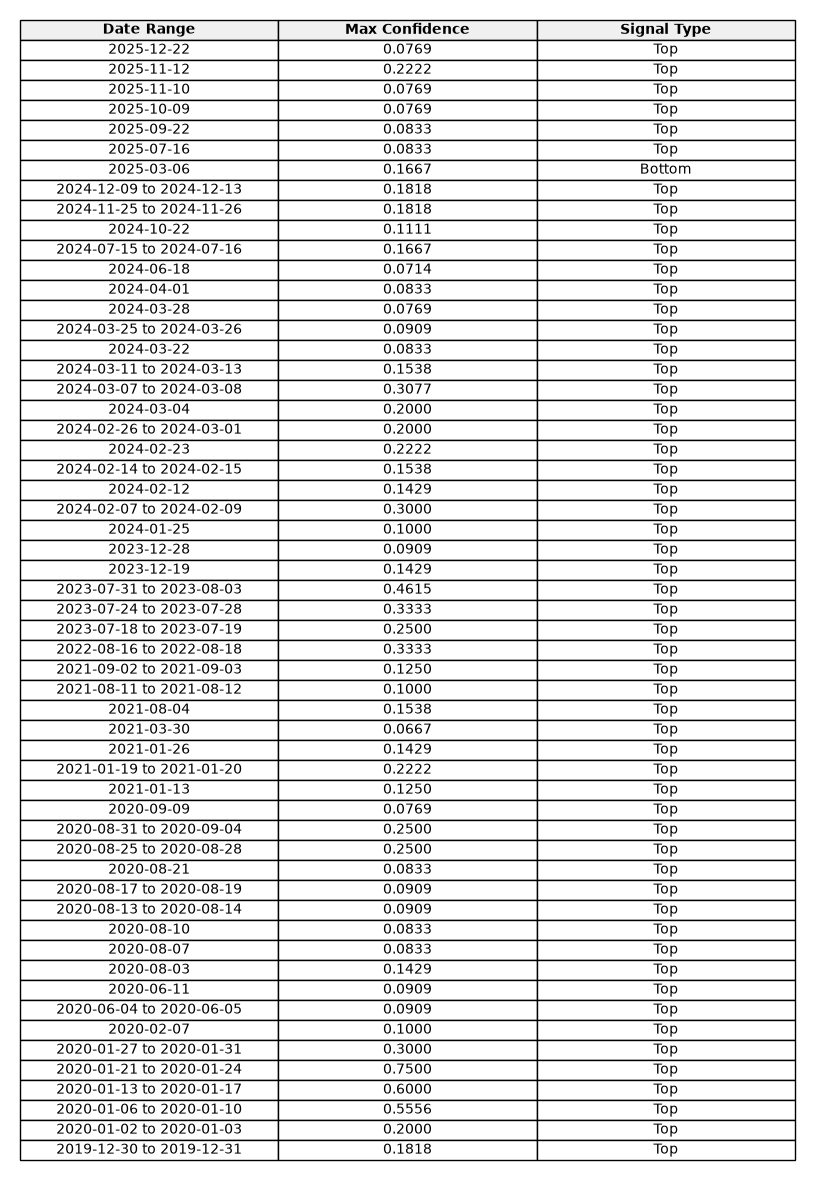 Date Range Max Confidence Signal Type
2025-12-22 0.0769 Top
2025-11-12 0.2222 Top
2025-11-10 0.0769 Top
2025-10-09 0.0769 Top
2025-09-22 0.0833 Top
2025-07-16 0.0833 Top
2025-03-06 0.1667 Bottom
2024-12-09 to 2024-12-13 0.1818 Top
2024-11-25 to 2024-11-26 0.1818 Top
2024-10-22 0.1111 Top
2024-07-15 to 2024-07-16 0.1667 Top
2024-06-18 0.0714 Top
2024-04-01 0.0833 Top
2024-03-28 0.0769 Top
2024-03-25 to 2024-03-26 0.0909 Top
2024-03-22 0.0833 Top
2024-03-11 to 2024-03-13 0.1538 Top
2024-03-07 to 2024-03-08 0.3077 Top
2024-03-04 0.2000 Top
2024-02-26 to 2024-03-01 0.2000 Top
2024-02-23 0.2222 Top
2024-02-14 to 2024-02-15 0.1538 Top
2024-02-12 0.1429 Top
2024-02-07 to 2024-02-09 0.3000 Top
2024-01-25 0.1000 Top
2023-12-28 0.0909 Top
2023-12-19 0.1429 Top
2023-07-31 to 2023-08-03 0.4615 Top
2023-07-24 to 2023-07-28 0.3333 Top
2023-07-18 to 2023-07-19 0.2500 Top
2022-08-16 to 2022-08-18 0.3333 Top
2021-09-02 to 2021-09-03 0.1250 Top
2021-08-11 to 2021-08-12 0.1000 Top
2021-08-04 0.1538 Top
2021-03-30 0.0667 Top
2021-01-26 0.1429 Top
2021-01-19 to 2021-01-20 0.2222 Top
2021-01-13 0.1250 Top
2020-09-09 0.0769 Top
2020-08-31 to 2020-09-04 0.2500 Top
2020-08-25 to 2020-08-28 0.2500 Top
2020-08-21 0.0833 Top
2020-08-17 to 2020-08-19 0.0909 Top
2020-08-13 to 2020-08-14 0.0909 Top
2020-08-10 0.0833 Top
2020-08-07 0.0833 Top
2020-08-03 0.1429 Top
2020-06-11 0.0909 Top
2020-06-04 to 2020-06-05 0.0909 Top
2020-02-07 0.1000 Top
2020-01-27 to 2020-01-31 0.3000 Top
2020-01-21 to 2020-01-24 0.7500 Top
2020-01-13 to 2020-01-17 0.6000 Top
2020-01-06 to 2020-01-10 0.5556 Top
2020-01-02 to 2020-01-03 0.2000 Top
2019-12-30 to 2019-12-31 0.1818 Top